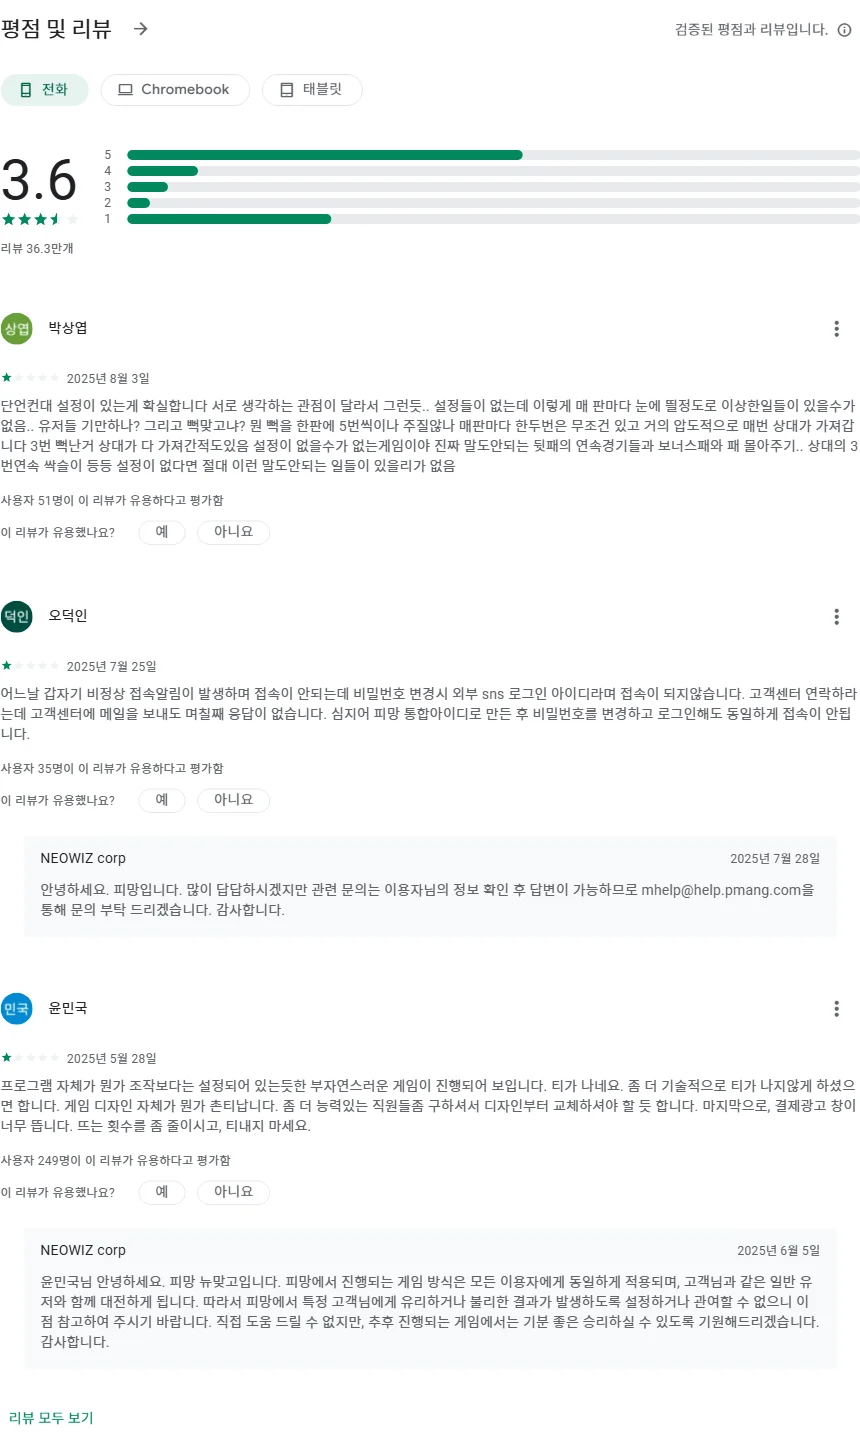 평점 및 리뷰
검증된 평점과 리뷰입니다.
전화
Chromebook
태블릿
3.6
5
4
3
2
1
리뷰 36.3만개
상엽
박상엽
2025년 8월 3일
단언컨대 설정이 있는게 확실합니다 서로 생각하는 관점이 달라서 그런듯.. 설정들이 없는데 이렇게 매 판마다 눈에 띌정도로 이상한일들이 있을수가
없음.. 유저들 기만하나? 그리고 뻑맞고냐? 뭔 뻑을 한판에 5번씩이나 주질않나 매판마다 한두번은 무조건 있고 거의 압도적으로 매번 상대가 가져갑
니다 3번 뻑난거 상대가 다 가져간적도있음 설정이 없을수가 없는게임이야 진짜 말도안되는 뒷패의 연속경기들과 보너스패와 패 몰아주기.. 상대의 3
번연속 싹슬이 등등 설정이 없다면 절대 이런 말도안되는 일들이 있을리가 없음
사용자 51명이 이 리뷰가 유용하다고 평가함
이 리뷰가 유용했나요?
예
아니요
덕인
오덕인
2025년 7월 25일
어느날 갑자기 비정상 접속알림이 발생하며 접속이 안되는데 비밀번호 변경시 외부 sns 로그인 아이디라며 접속이 되지않습니다. 고객센터 연락하라
는데 고객센터에 메일을 보내도 며칠째 응답이 없습니다. 심지어 피망 통합아이디로 만든 후 비밀번호를 변경하고 로그인해도 동일하게 접속이 안됩
니다.
사용자 35명이 이 리뷰가 유용하다고 평가함
이 리뷰가 유용했나요?
예
아니요
NEOWIZ corp
2025년 7월 28일
안녕하세요. 피망입니다. 많이 답답하시겠지만 관련 문의는 이용자님의 정보 확인 후 답변이 가능하므로 mhelp@help.pmang.com을
통해 문의 부탁 드리겠습니다. 감사합니다.
민국
윤민국
2025년 5월 28일
프로그램 자체가 뭔가 조작보다는 설정되어 있는듯한 부자연스러운 게임이 진행되어 보입니다. 티가 나네요. 좀 더 기술적으로 티가 나지않게 하셨으
면 합니다. 게임 디자인 자체가 뭔가 촌티납니다. 좀 더 능력있는 직원들좀 구하셔서 디자인부터 교체하셔야 할 듯 합니다. 마지막으로, 결제광고 창이
너무 뜹니다. 뜨는 횟수를 좀 줄이시고, 티내지 마세요.
사용자 249명이 이 리뷰가 유용하다고 평가함
이 리뷰가 유용했나요?
예
아니요
NEOWIZ corp
2025년 6월 5일
윤민국님 안녕하세요. 피망 뉴맞고입니다. 피망에서 진행되는 게임 방식은 모든 이용자에게 동일하게 적용되며, 고객님과 같은 일반 유
저와 함께 대전하게 됩니다. 따라서 피망에서 특정 고객님에게 유리하거나 불리한 결과가 발생하도록 설정하거나 관여할 수 없으니 이
점 참고하여 주시기 바랍니다. 직접 도움 드릴 수 없지만, 추후 진행되는 게임에서는 기분 좋은 승리하실 수 있도록 기원해드리겠습니다.
감사합니다.
리뷰 모두 보기